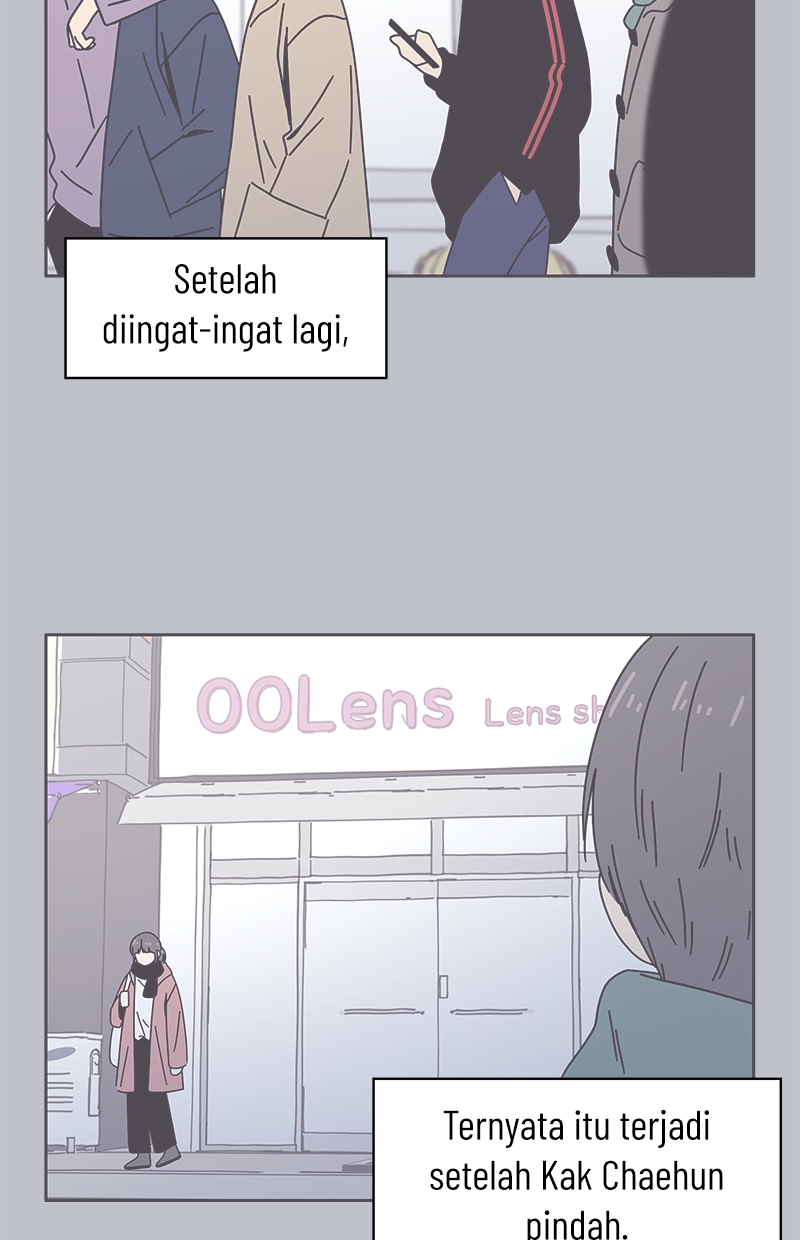 Setelah
diingat-ingat lagi,
OOLens Lens sh
Ternyata itu terjadi
setelah Kak Chaehun
pindah.